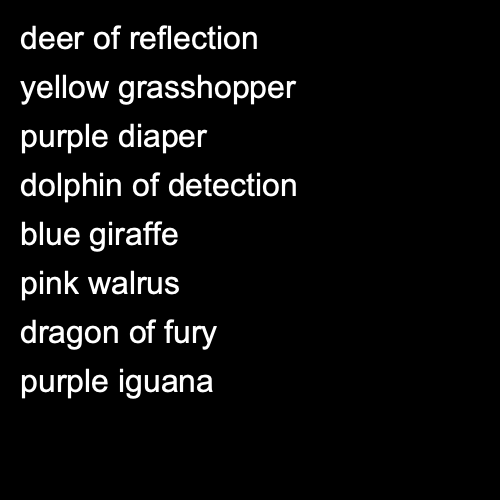 deer of reflection
yellow grasshopper
purple diaper
dolphin of detection
blue giraffe
pink walrus
dragon of fury
purple iguana